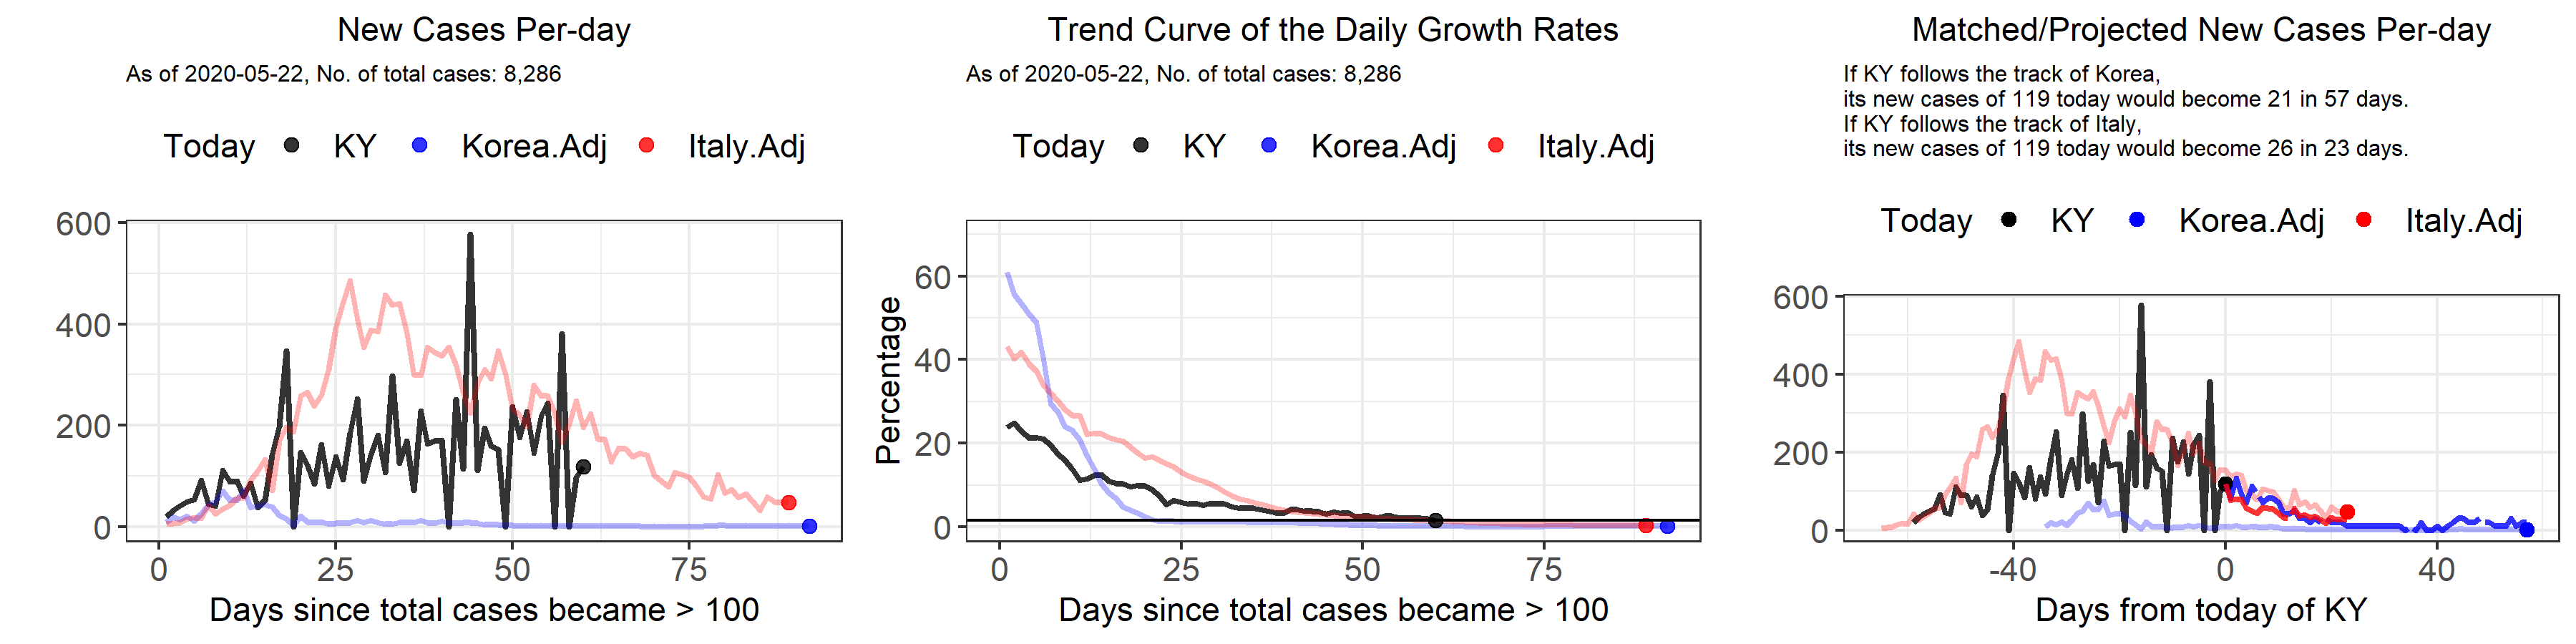 New Cases Per-day
As of 2020-05-22, No. of total cases: 8,286
Today KY Korea.Adj Italy.Adj
600
400
200
0
0 25 50 75
Days since total cases became > 100
Trend Curve of the Daily Growth Rates
As of 2020-05-22, No. of total cases: 8,286
Today KY Korea.Adj Italy.Adj
Percentage
60
40
20
0
0 25 50 75
Days since total cases became > 100
Matched/Projected New Cases Per-day
If KY follows the track of Korea,
its new cases of 119 today would become 21 in 57 days.
If KY follows the track of Italy,
its new cases of 119 today would become 26 in 23 days.
Today KY Korea.Adj Italy.Adj
600
400
200
0
-40 0 40
Days from today of KY